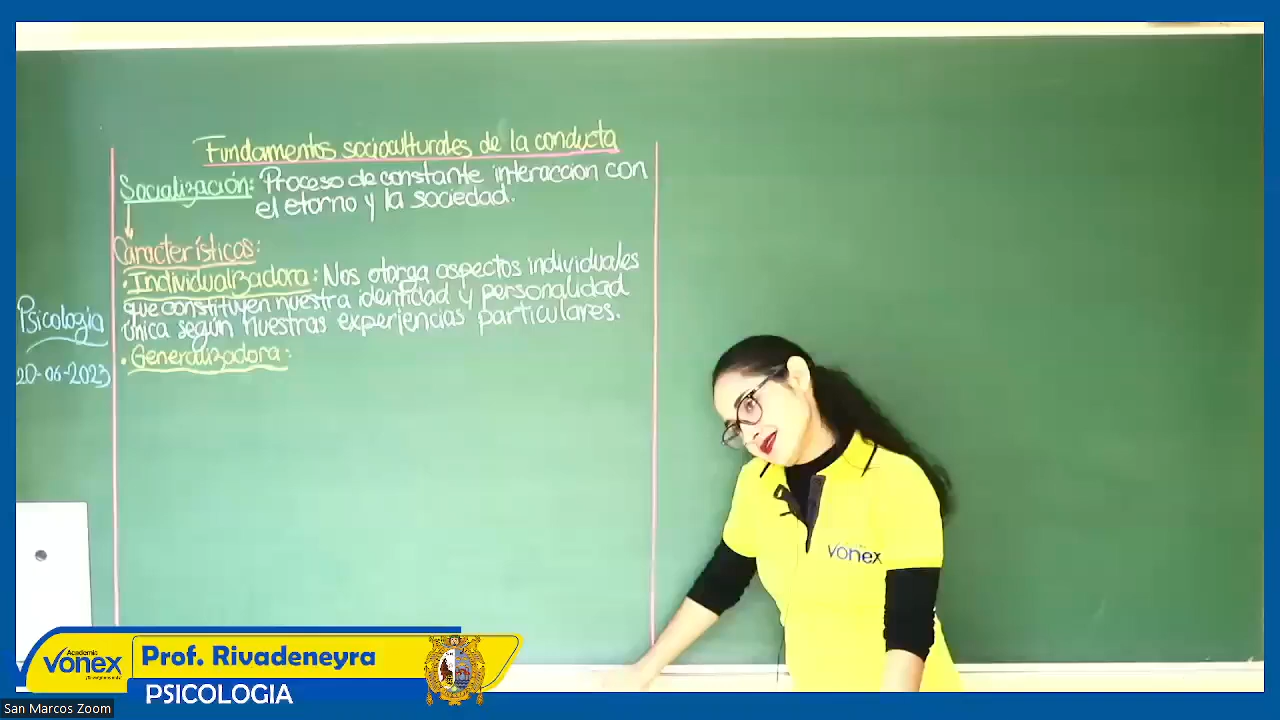 Fundamentos socioculturales de la conducta
Socialización: Proceso de constante interaccion con
el etorno y la sociedad.
Características:
• Individualizadora: Nos otorga aspectos individuales
que constituyen nuestra identidad y personalidad
única según nuestras experiencias particulares.
• Generalizadora:
Psicologia
20-06-2023
vonex
Academia
vonex
Prof. Rivadeneyra
PSICOLOGIA
San Marcos Zoom